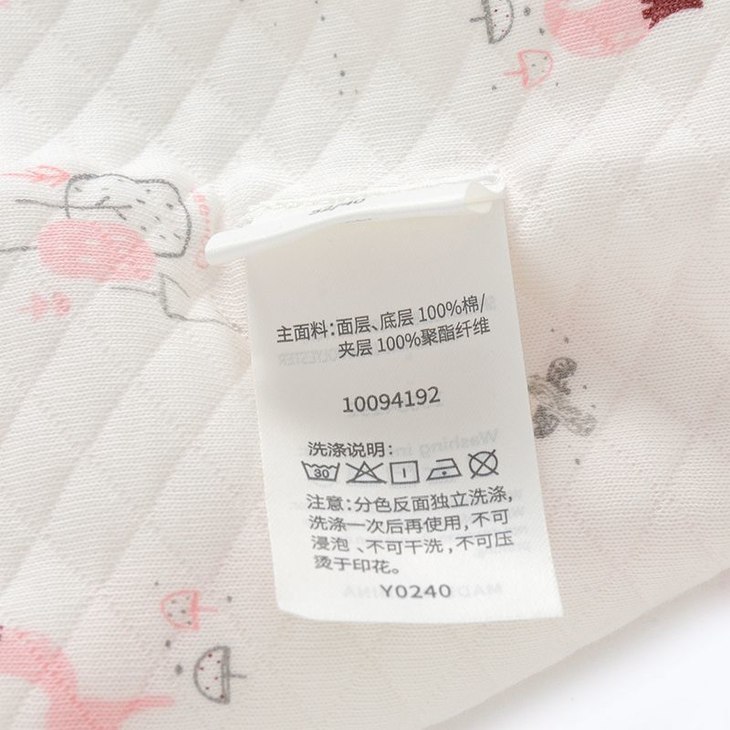 主面料：面层、底层 100%棉/
夹层 100%聚酯纤维
10094192
洗涤说明：
30
注意：分色反面独立洗涤，
洗涤一次后再使用，不可
浸泡、不可干洗，不可压
烫于印花。
Y0240